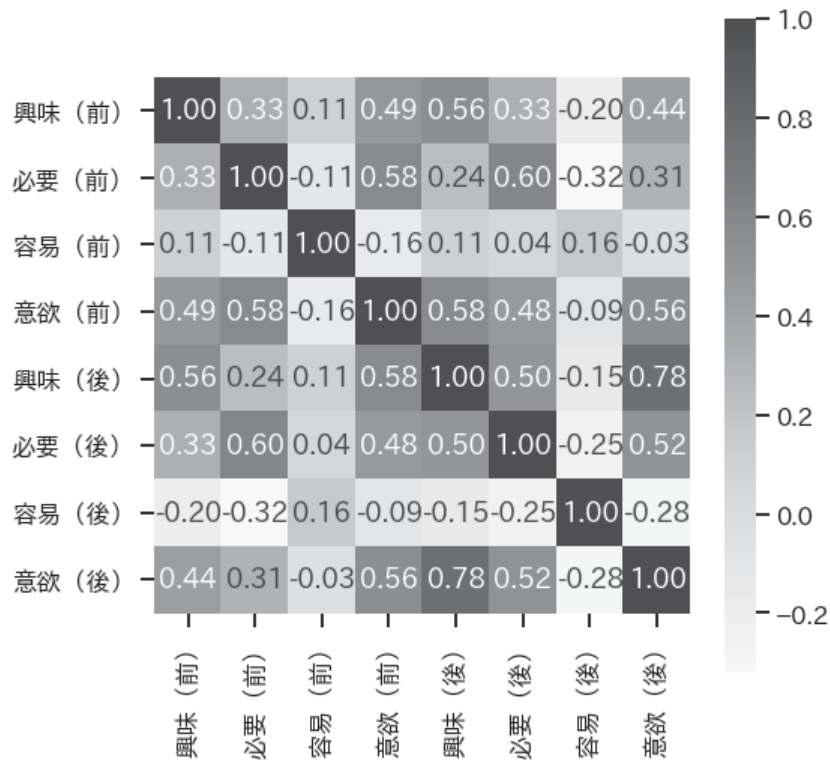 1.0
興味（前） 1.00 0.33 0.11 0.49 0.56 0.33 -0.20 0.44
0.8
必要（前） 0.33 1.00 -0.11 0.58 0.24 0.60 -0.32 0.31
0.6
容易（前） 0.11 -0.11 1.00 -0.16 0.11 0.04 0.16 -0.03
意欲（前） 0.49 0.58 -0.16 1.00 0.58 0.48 -0.09 0.56
0.4
興味（後） 0.56 0.24 0.11 0.58 1.00 0.50 -0.15 0.78
0.2
必要（後） 0.33 0.60 0.04 0.48 0.50 1.00 -0.25 0.52
容易（後） -0.20 -0.32 0.16 -0.09 -0.15 -0.25 1.00 -0.28
0.0
意欲（後） 0.44 0.31 -0.03 0.56 0.78 0.52 -0.28 1.00
−0.2
興味（前）
必要（前）
容易（前）
意欲（前）
興味（後）
必要（後）
容易（後）
意欲（後）